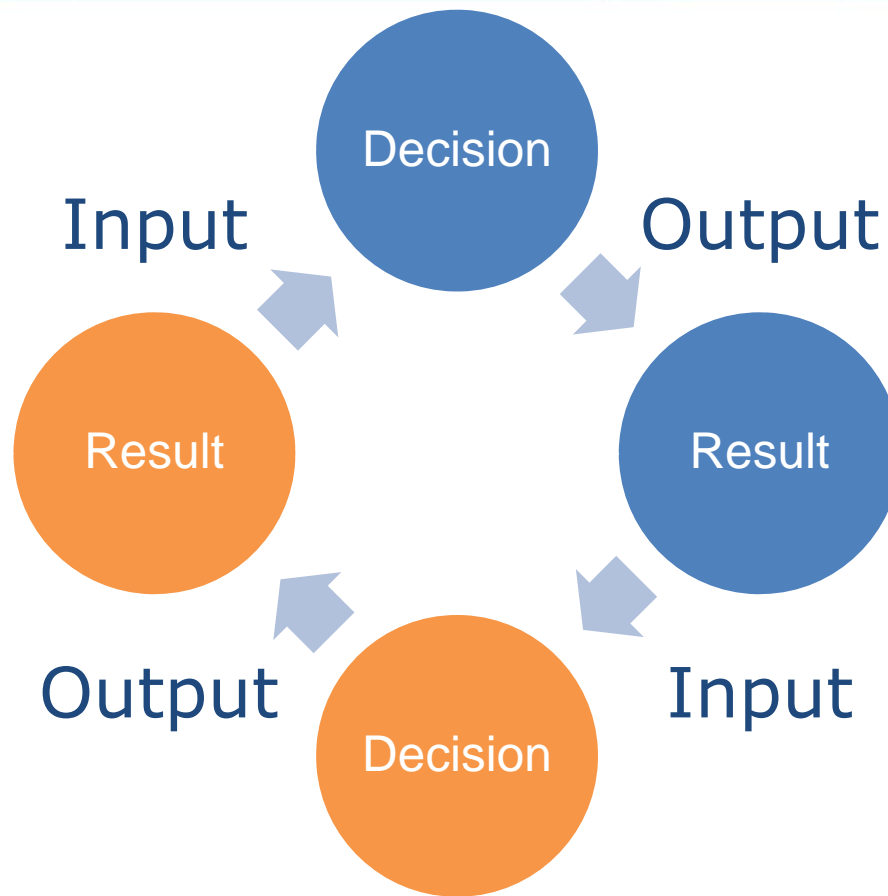 Decision
Input
Output
Result
Result
Output
Input
Decision